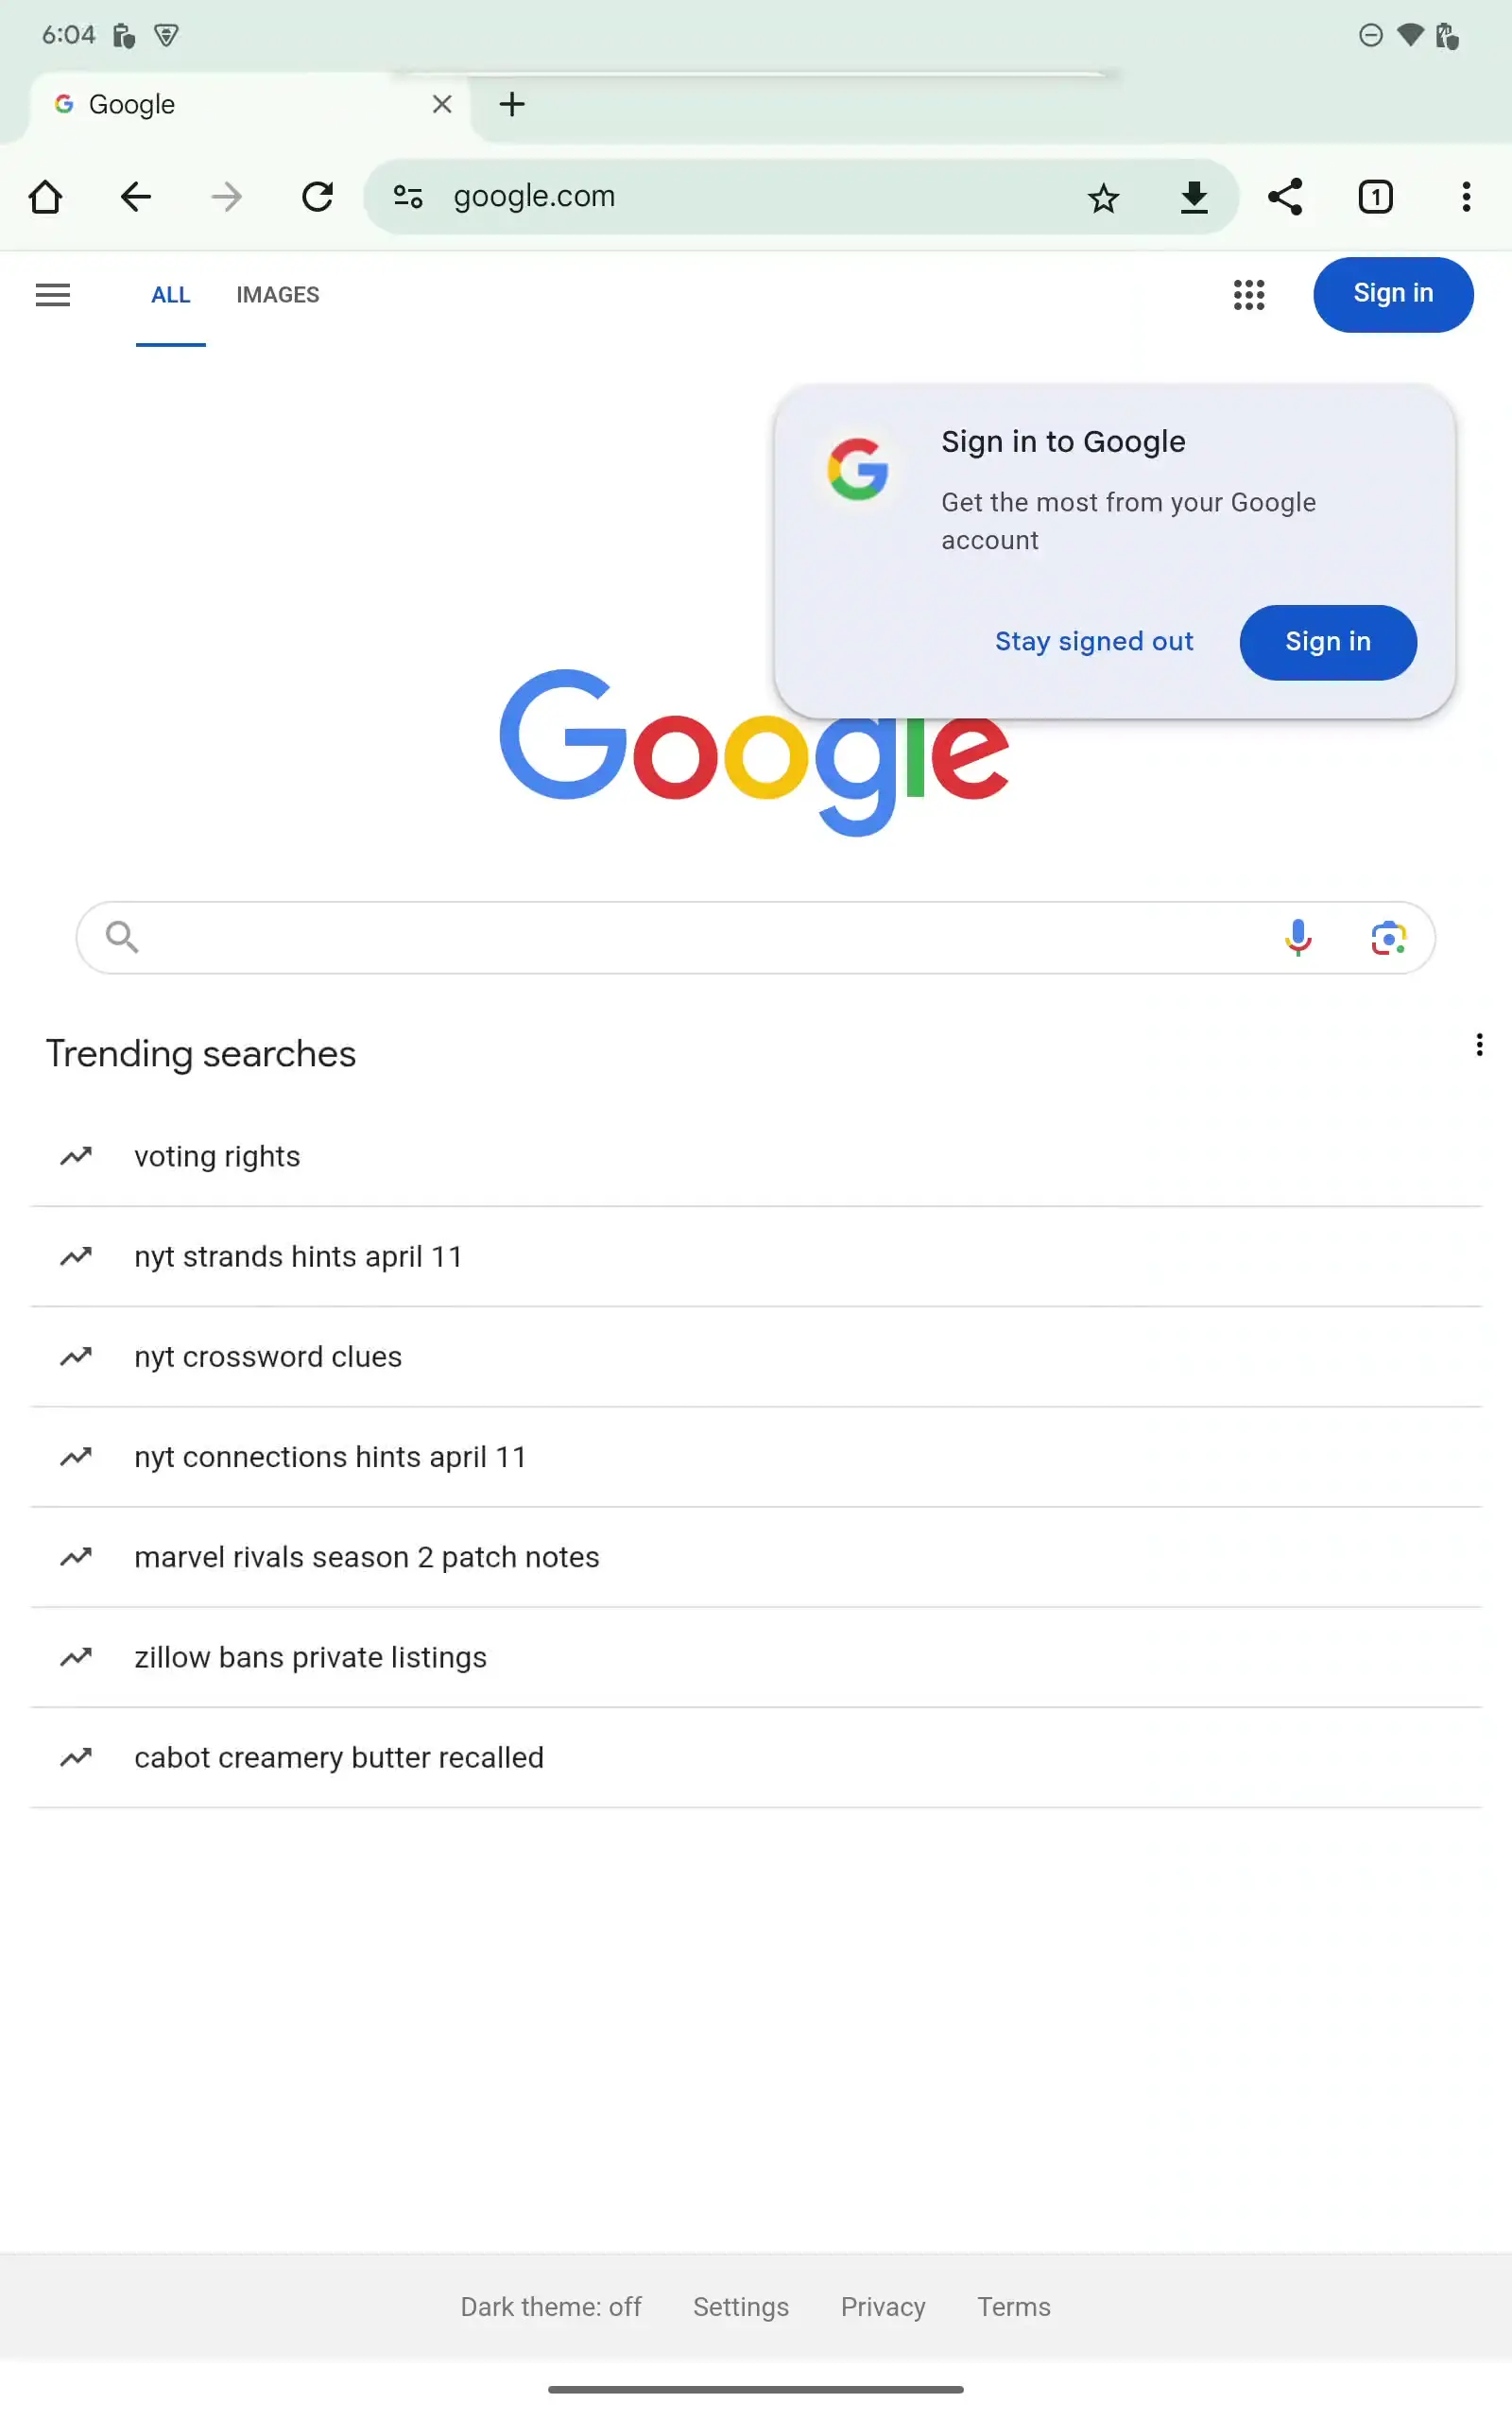 6:04
Google
google.com
1
ALL IMAGES
Sign in
Sign in to Google
Get the most from your Google
account
Stay signed out Sign in
Google
Trending searches
voting rights
nyt strands hints april 11
nyt crossword clues
nyt connections hints april 11
marvel rivals season 2 patch notes
zillow bans private listings
cabot creamery butter recalled
Dark theme: off Settings Privacy Terms